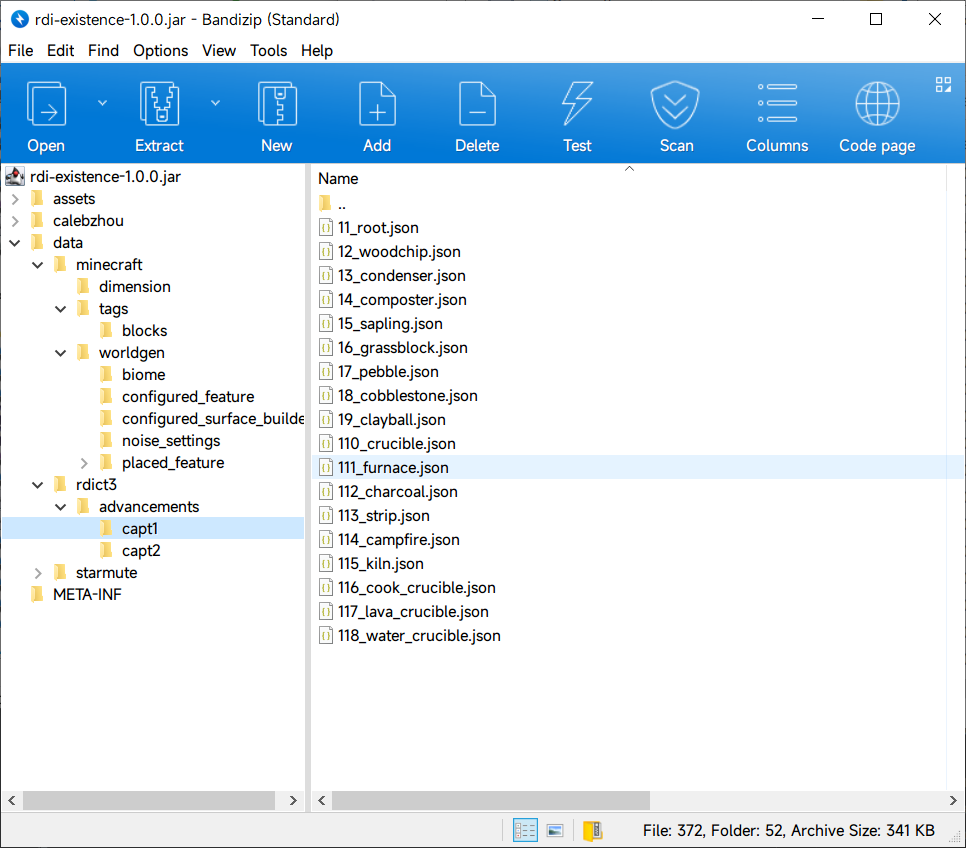 rdi-existence-1.0.0.jar - Bandizip (Standard)
File Edit Find Options View Tools Help
Open Extract New Add Delete Test Scan Columns Code page
rdi-existence-1.0.0.jar
assets
calebzhou
data
minecraft
dimension
tags
blocks
worldgen
biome
configured_feature
configured_surface_builde
noise_settings
placed_feature
rdict3
advancements
capt1
capt2
starmute
META-INF
Name
..
11_root.json
12_woodchip.json
13_condenser.json
14_composter.json
15_sapling.json
16_grassblock.json
17_pebble.json
18_cobblestone.json
19_clayball.json
110_crucible.json
111_furnace.json
112_charcoal.json
113_strip.json
114_campfire.json
115_kiln.json
116_cook_crucible.json
117_lava_crucible.json
118_water_crucible.json
File: 372, Folder: 52, Archive Size: 341 KB